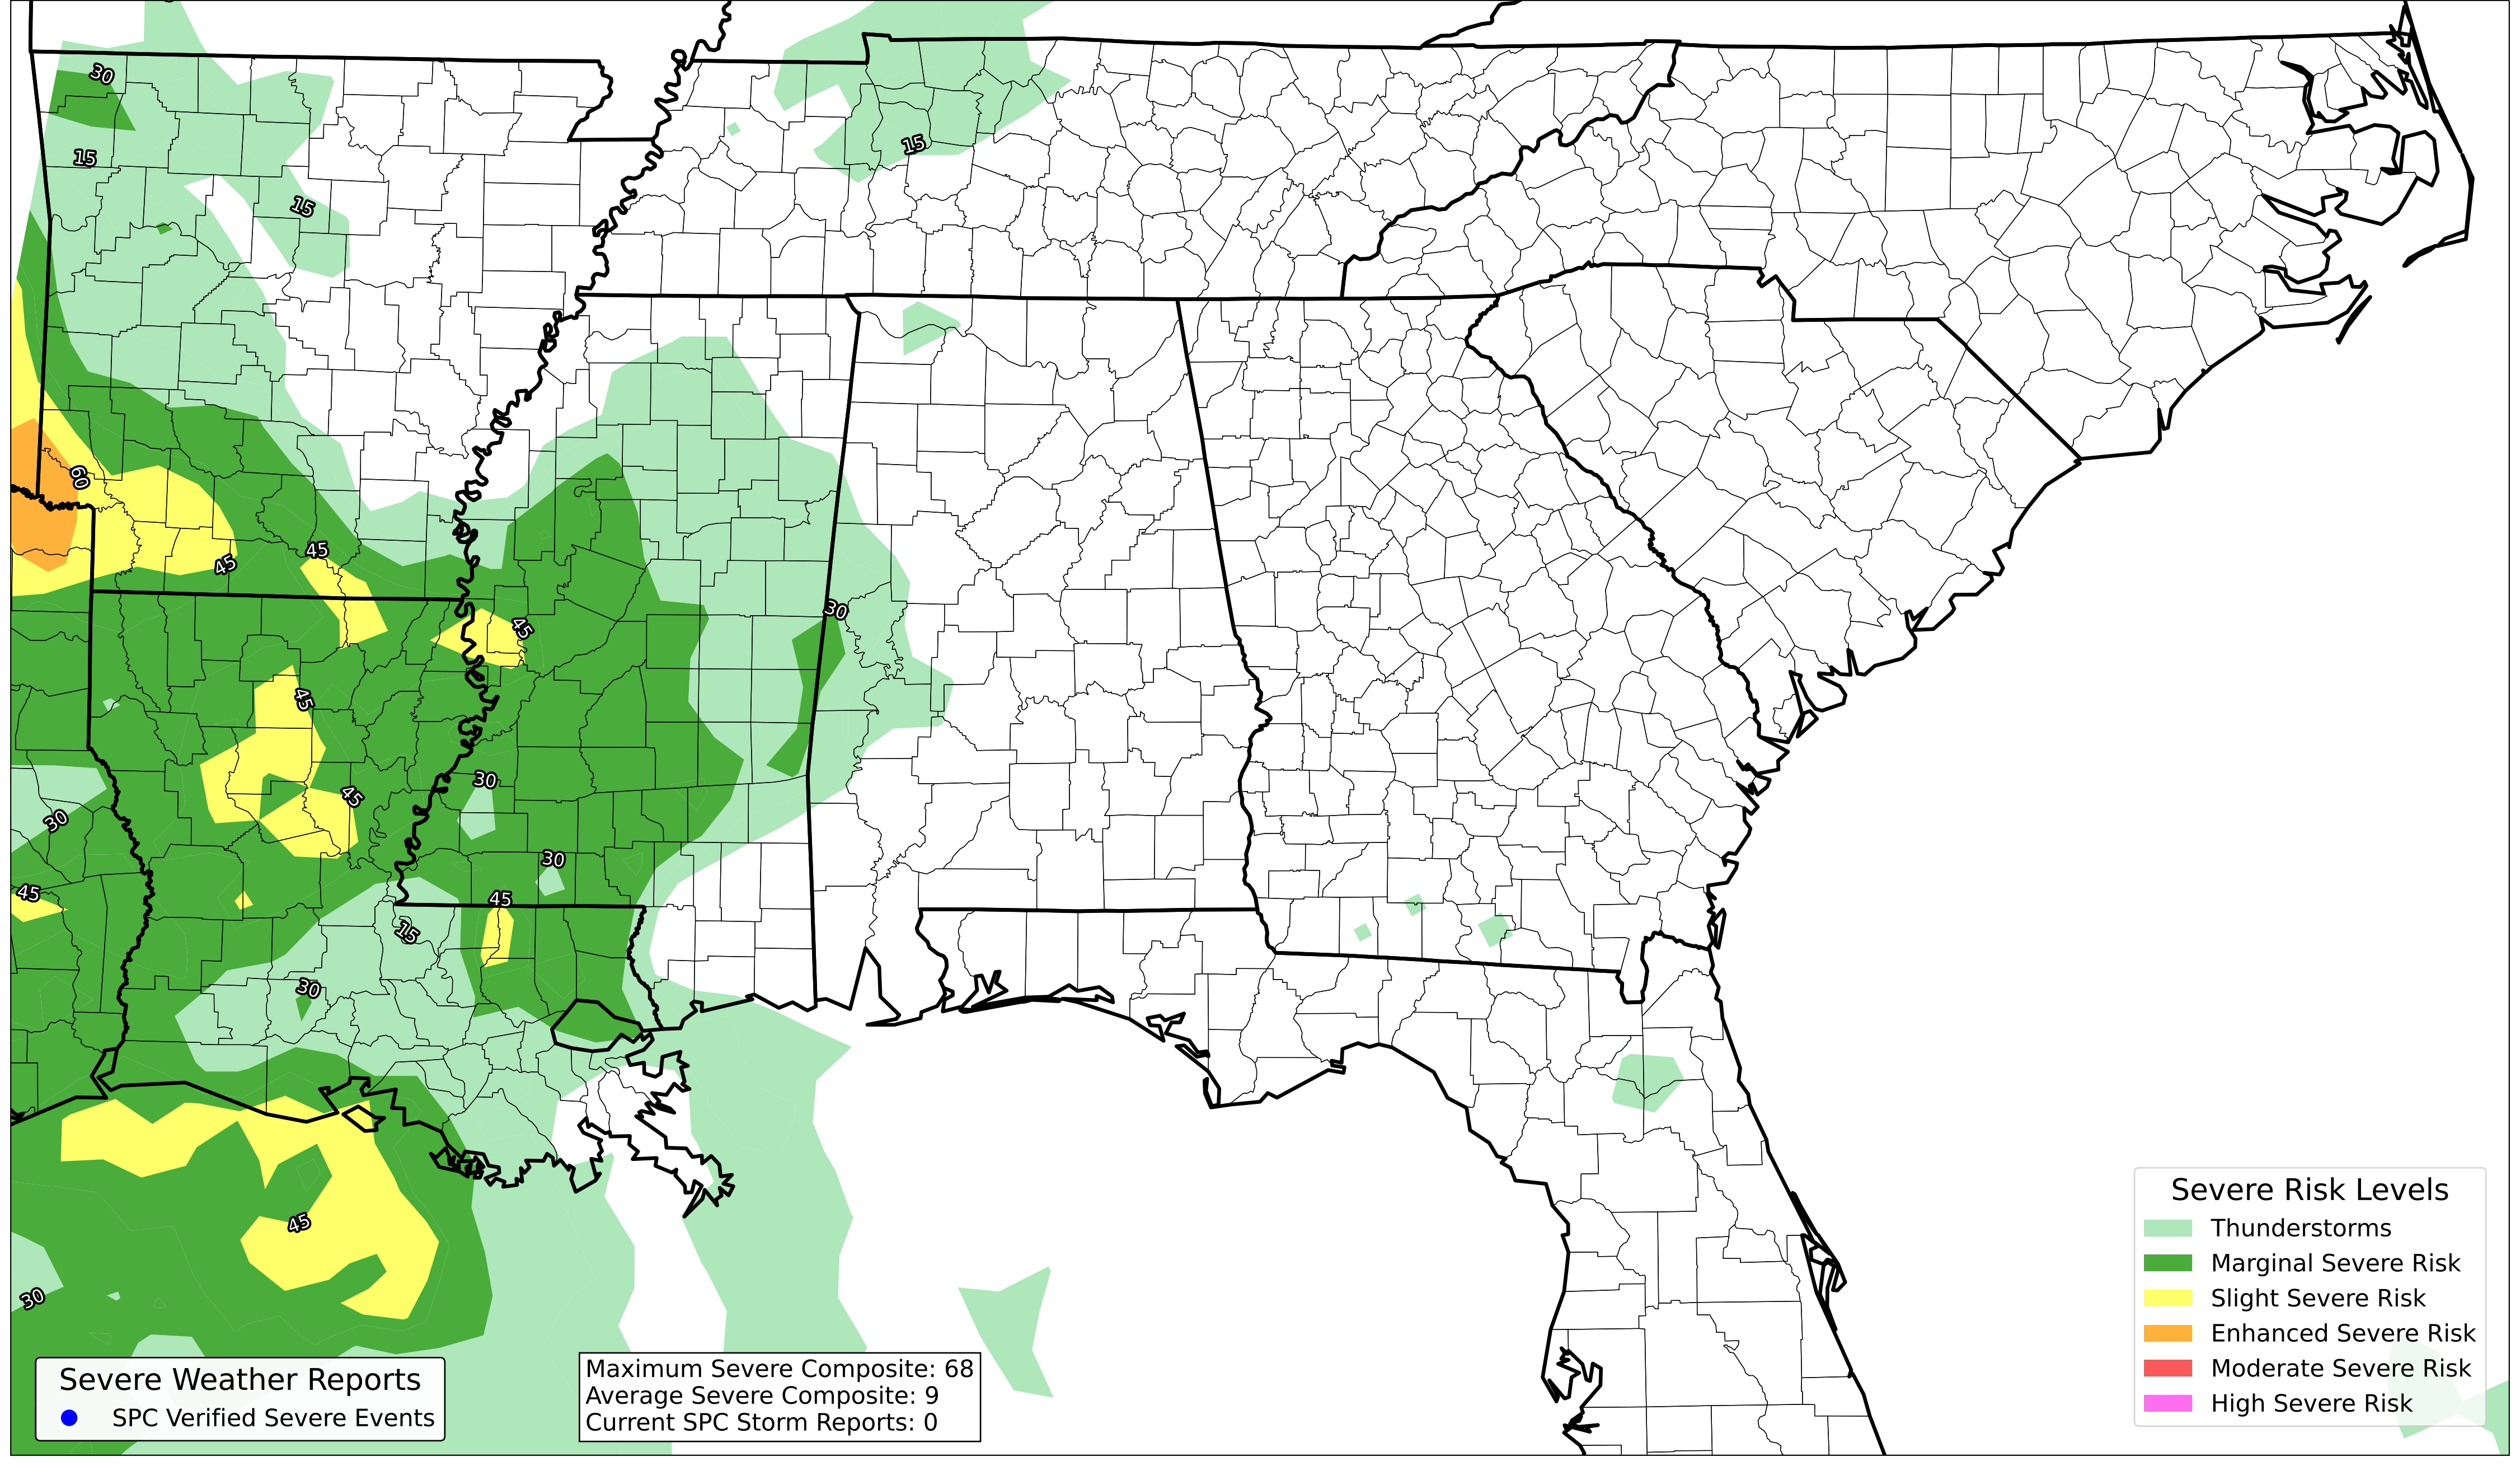 30
15
15
15
60
45
45
30
45
45
30
45
30
30
45
45
15
30
45
30
Severe Risk Levels
Thunderstorms
Marginal Severe Risk
Slight Severe Risk
Enhanced Severe Risk
Moderate Severe Risk
High Severe Risk
Severe Weather Reports
SPC Verified Severe Events
Maximum Severe Composite: 68
Average Severe Composite: 9
Current SPC Storm Reports: 0